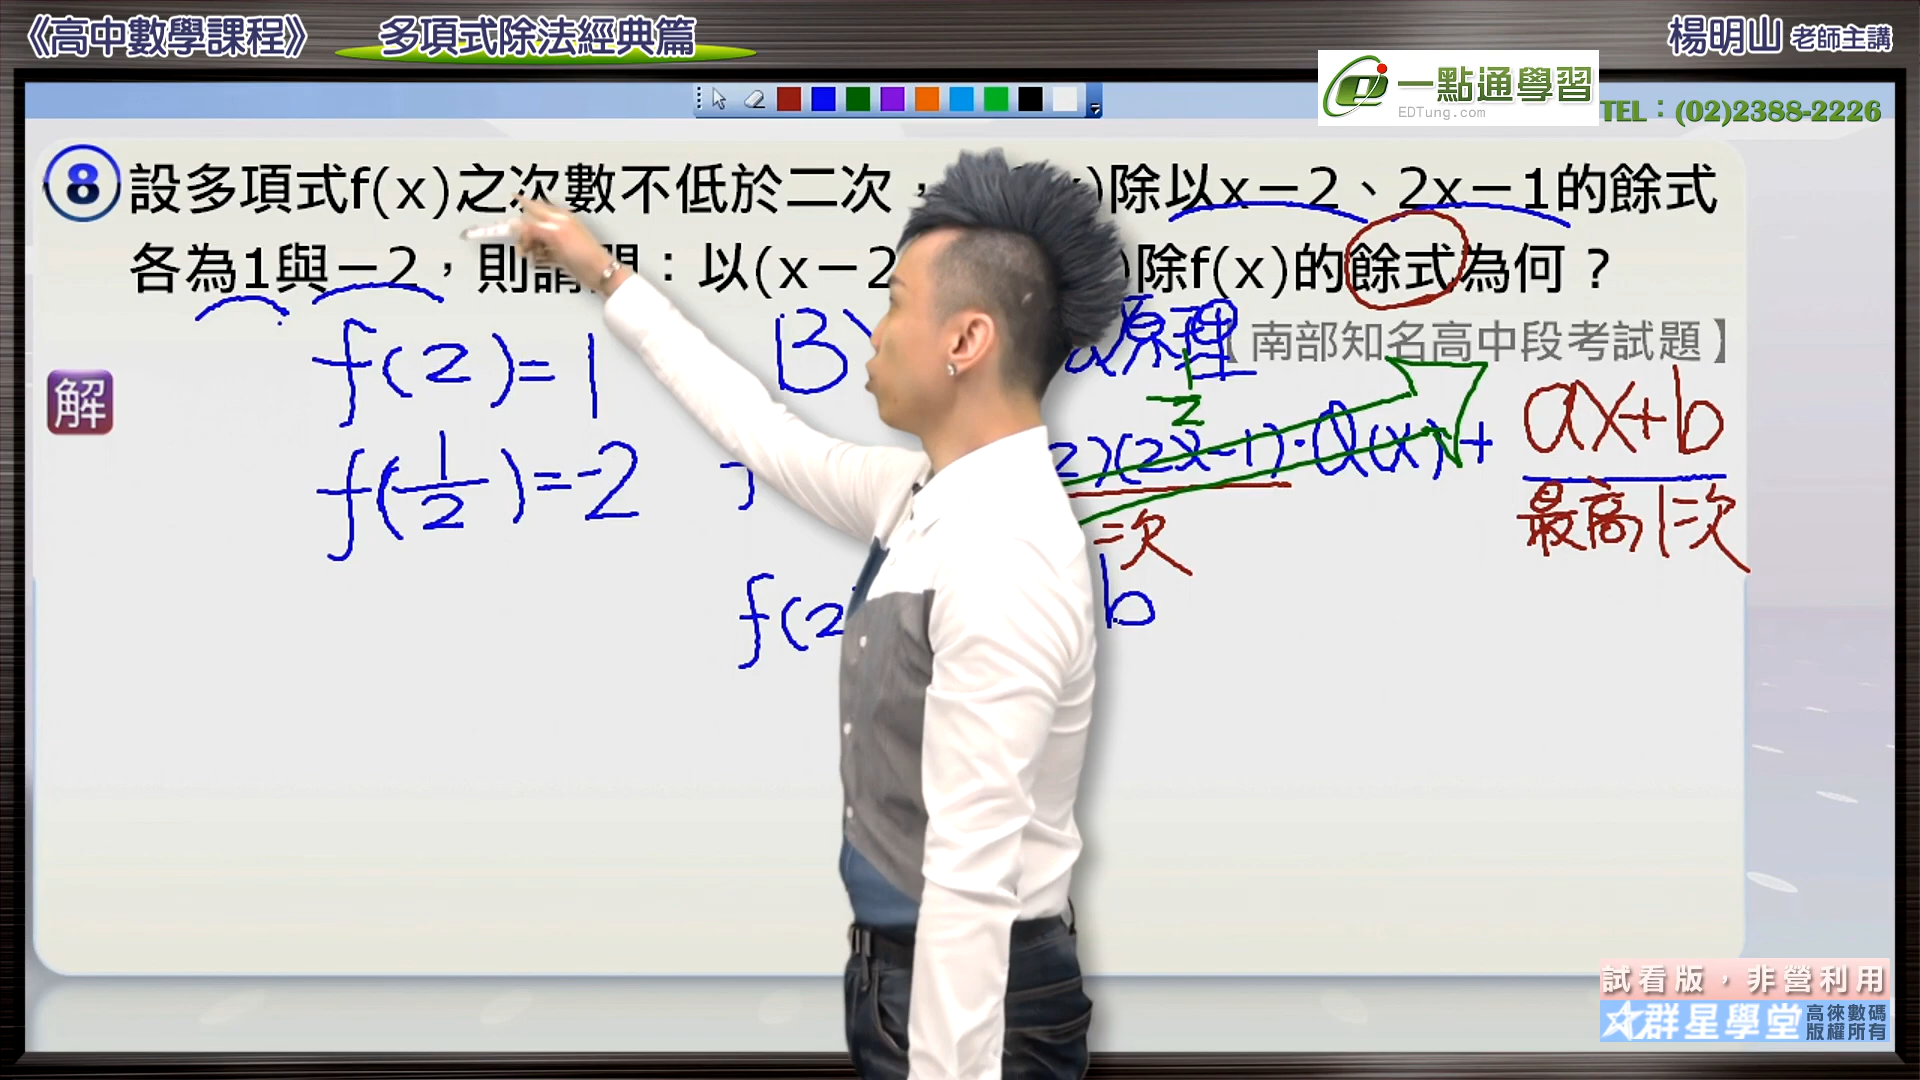 《高中數學課程》 多項式除法經典篇 楊明山 老師主講
一點通學習
EDTung.com
TEL：(02)2388-2226
8 設多項式f(x)之次數不低於二次， )除以x－2、2x－1的餘式
各為1與－2，則請問：以(x－2 )除f(x)的餘式為何？
【南部知名高中段考試題】
解
f(2)=1
原理
f(1/2)=-2
2)(2x-1)·Q(x)+ ax+b
二次
最高1次
f(2 b
試看版，非營利用
群星學堂 高徠數碼 版權所有